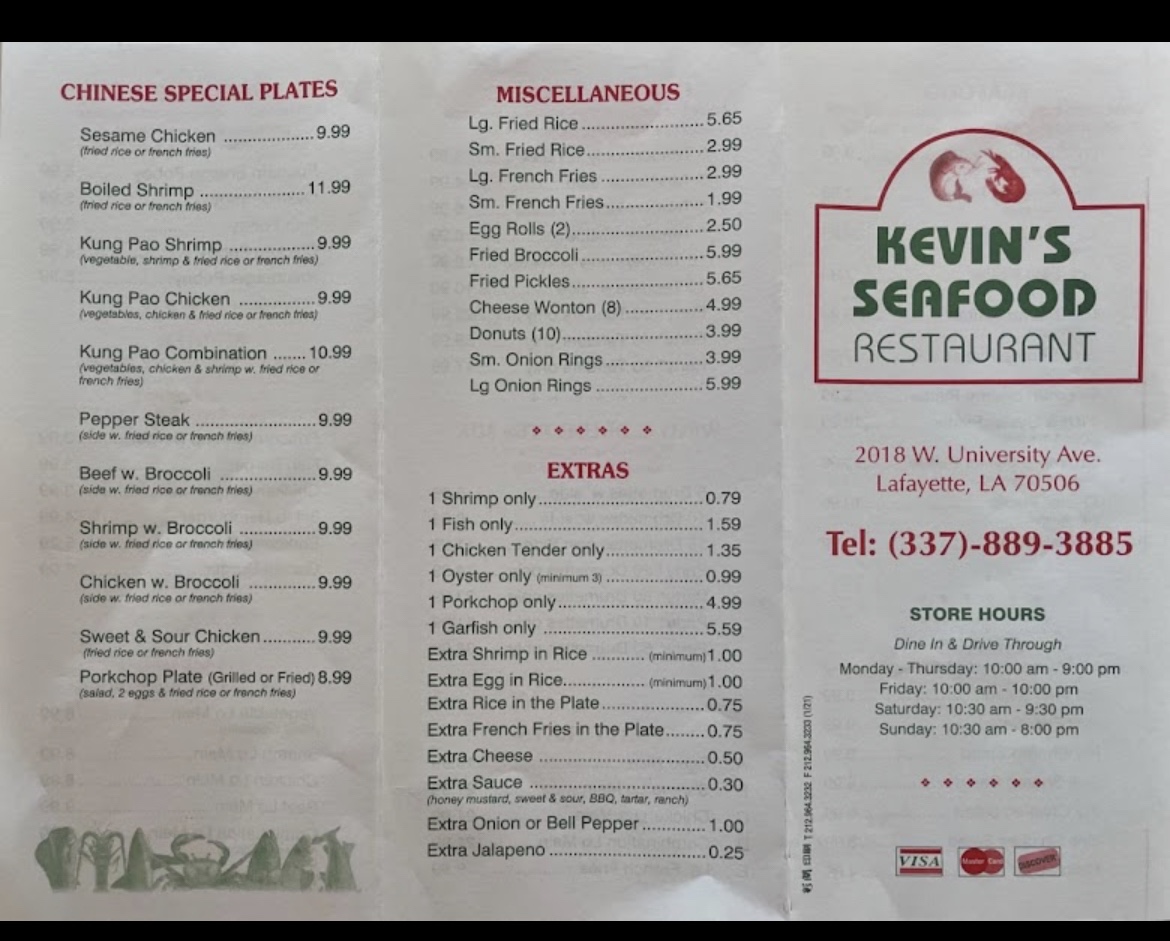 CHINESE SPECIAL PLATES
Sesame Chicken .................9.99
(fried rice or french fries)
Boiled Shrimp ....................11.99
(fried rice or french fries)
Kung Pao Shrimp ................9.99
(vegetable, shrimp & fried rice or french fries)
Kung Pao Chicken ..............9.99
(vegetables, chicken & fried rice or french fries)
Kung Pao Combination .......10.99
(vegetables, chicken & shrimp w. fried rice or
french fries)
Pepper Steak .......................9.99
(side w. fried rice or french fries)
Beef w. Broccoli ..................9.99
(side w. fried rice or french fries)
Shrimp w. Broccoli ...............9.99
(side w. fried rice or french fries)
Chicken w. Broccoli ..............9.99
(side w. fried rice or french fries)
Sweet & Sour Chicken...........9.99
(fried rice or french fries)
Porkchop Plate (Grilled or Fried) 8.99
(salad, 2 eggs & fried rice or french fries)
MISCELLANEOUS
Lg. Fried Rice.........................5.65
Sm. Fried Rice........................2.99
Lg. French Fries .....................2.99
Sm. French Fries....................1.99
Egg Rolls (2)...........................2.50
Fried Broccoli.........................5.99
Fried Pickles...........................5.65
Cheese Wonton (8) ................4.99
Donuts (10).............................3.99
Sm. Onion Rings....................3.99
Lg Onion Rings ......................5.99
EXTRAS
1 Shrimp only..................................0.79
1 Fish only.......................................1.59
1 Chicken Tender only....................1.35
1 Oyster only (minimum 3) ....................0.99
1 Porkchop only..............................4.99
1 Garfish only .................................5.59
Extra Shrimp in Rice .......... (minimum)1.00
Extra Egg in Rice................ (minimum)1.00
Extra Rice in the Plate.....................0.75
Extra French Fries in the Plate........0.75
Extra Cheese ..................................0.50
Extra Sauce ....................................0.30
(honey mustard, sweet & sour, BBQ, tartar, ranch)
Extra Onion or Bell Pepper.............1.00
Extra Jalapeno ................................0.25
KEVIN'S
SEAFOOD
RESTAURANT
2018 W. University Ave.
Lafayette, LA 70506
Tel: (337)-889-3885
STORE HOURS
Dine In & Drive Through
Monday - Thursday: 10:00 am - 9:00 pm
Friday: 10:00 am - 10:00 pm
Saturday: 10:30 am - 9:30 pm
Sunday: 10:30 am - 8:00 pm
T 212.964.3232 F 212.964.3233 (1/21)
VISA
Master Card
DISCOVER